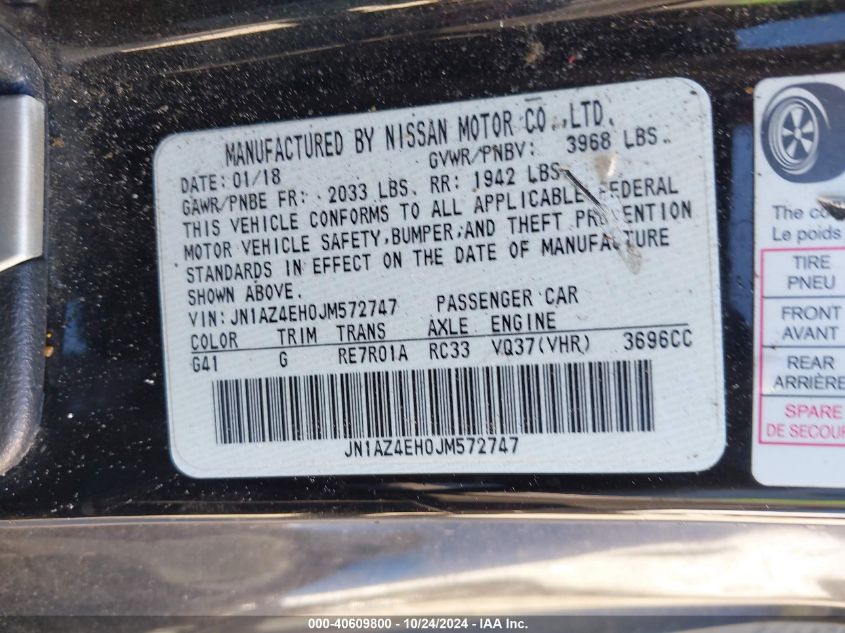 MANUFACTURED BY NISSAN MOTOR CO.,LTD.
DATE: 01/18 GVWR/PNBV: 3968 LBS.
GAWR/PNBE FR: 2033 LBS. RR: 1942 LBS.
THIS VEHICLE CONFORMS TO ALL APPLICABLE FEDERAL
MOTOR VEHICLE SAFETY, BUMPER, AND THEFT PREVENTION
STANDARDS IN EFFECT ON THE DATE OF MANUFACTURE
SHOWN ABOVE.
VIN: JN1AZ4EH0JM572747 PASSENGER CAR
COLOR TRIM TRANS AXLE ENGINE
G41 G RE7R01A RC33 VQ37(VHR) 3696CC
JN1AZ4EH0JM572747
The
Le poids
TIRE
PNEU
FRONT
AVANT
REAR
ARRIÈRE
SPARE
DE
000-40609800 - 10/24/2024 - IAA Inc.